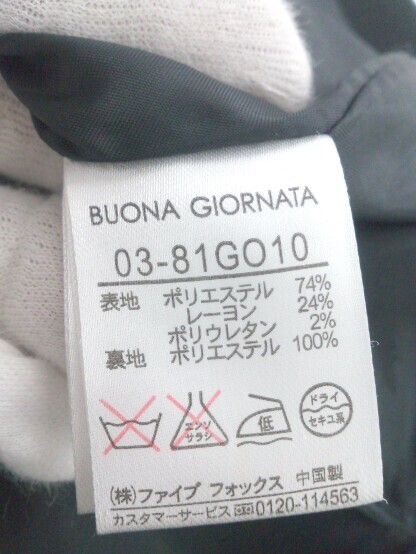 BUONA GIORNATA
03-81GO10
表地 ポリエステル 74%
レーヨン 24%
ポリウレタン 2%
裏地 ポリエステル 100%
エンソ
サラシ
低
ドライ
セキユ系
(株)ファイブ フォックス 中国製
カスタマーサービス 0120-114563